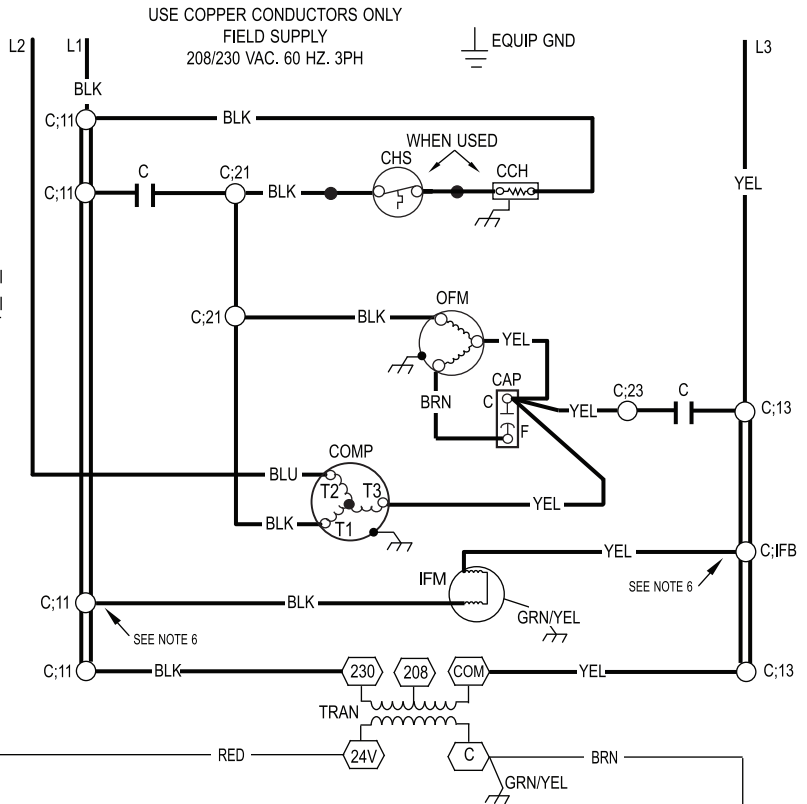 USE COPPER CONDUCTORS ONLY
FIELD SUPPLY
208/230 VAC. 60 HZ. 3PH
EQUIP GND
L2
L1
L3
BLK
C;11
BLK
WHEN USED
CHS
CCH
C;11
C
C;21
BLK
YEL
OFM
C;21
BLK
YEL
CAP
BRN
C
F
YEL
C;23
C
C;13
COMP
BLU
T2
T3
YEL
BLK
T1
YEL
C;IFB
IFM
SEE NOTE 6
C;11
BLK
GRN/YEL
SEE NOTE 6
C;11
BLK
230
208
COM
YEL
C;13
TRAN
RED
24V
C
BRN
GRN/YEL